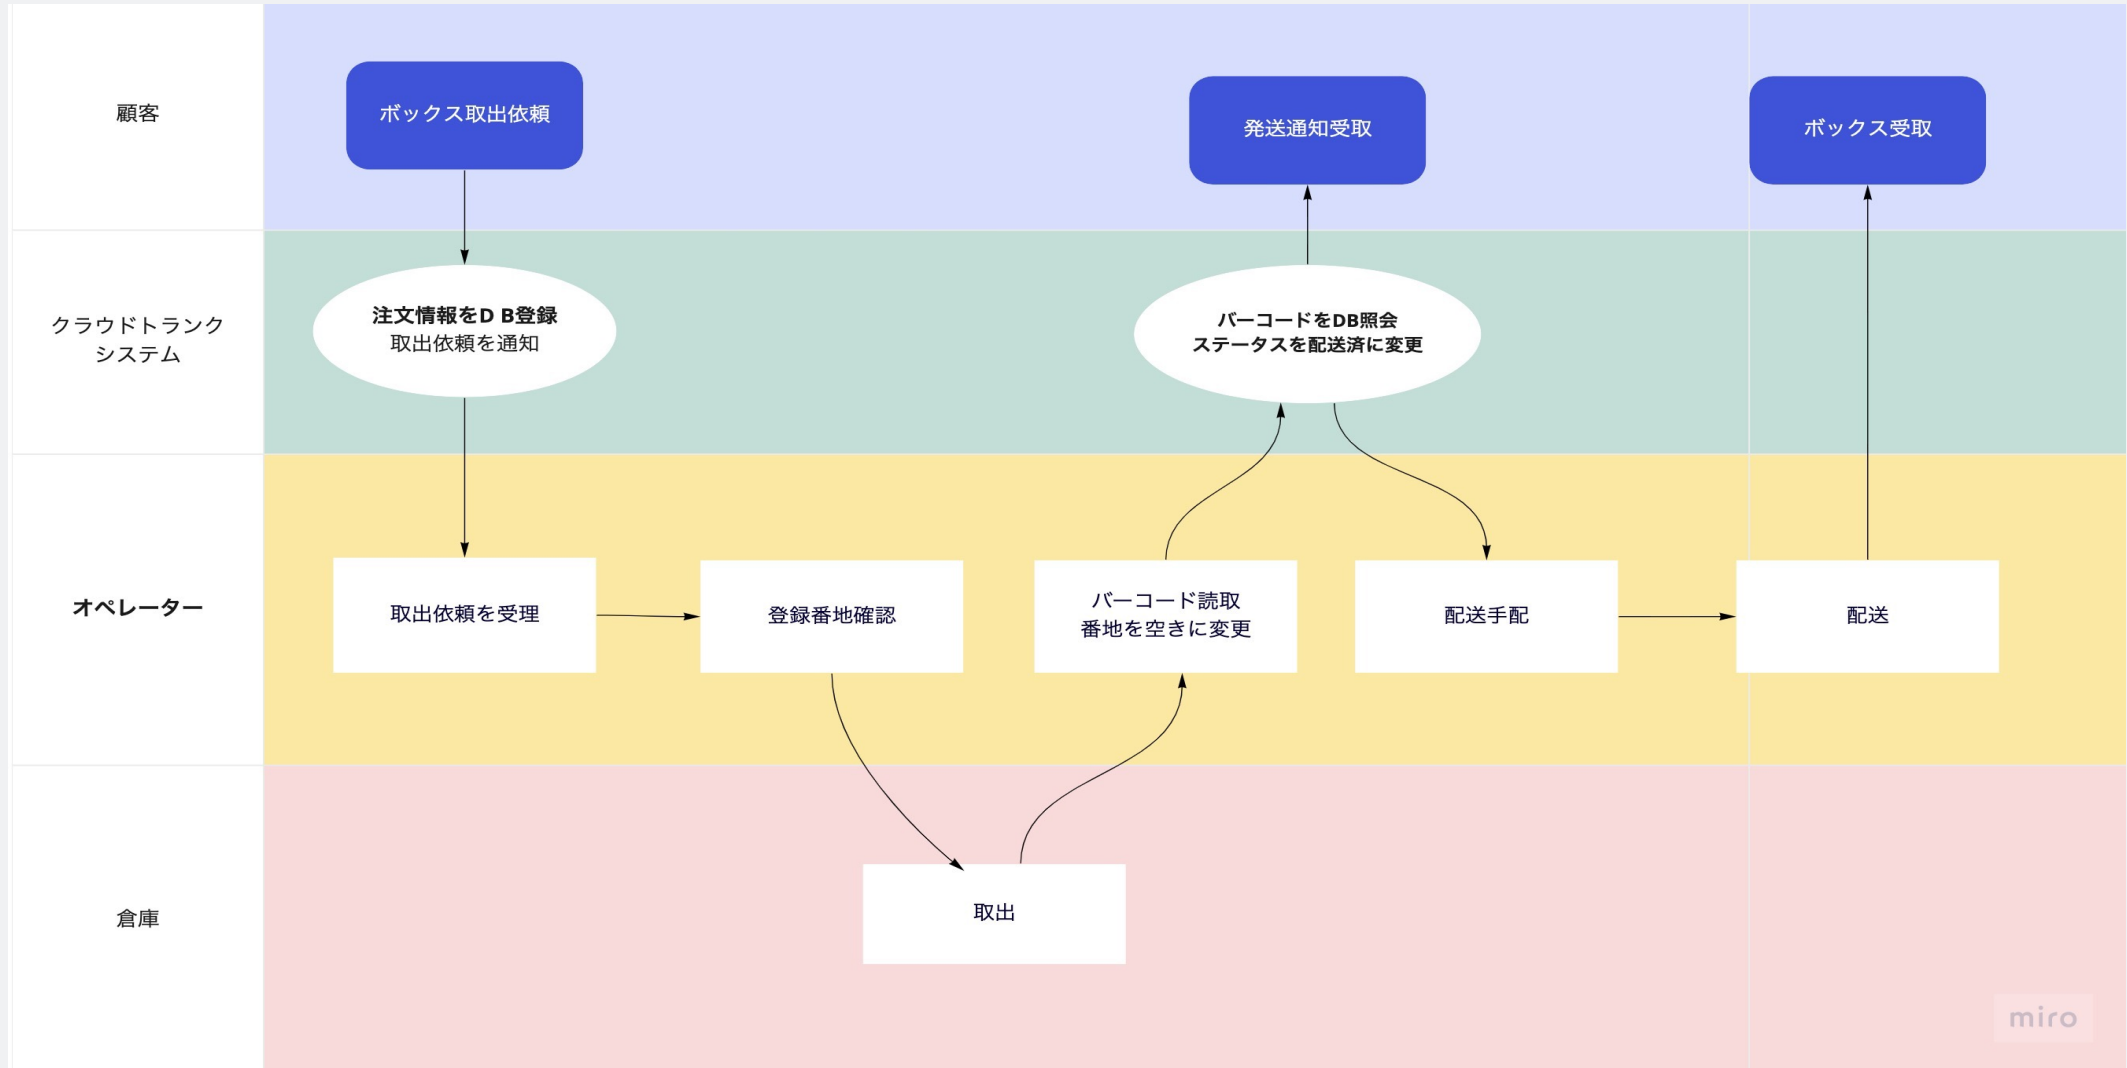 顧客
ボックス取出依頼
発送通知受取
ボックス受取
クラウドトランク
システム
注文情報をD B登録
取出依頼を通知
バーコードをDB照会
ステータスを配送済に変更
オペレーター
取出依頼を受理
登録番地確認
バーコード読取
番地を空きに変更
配送手配
配送
倉庫
取出
miro